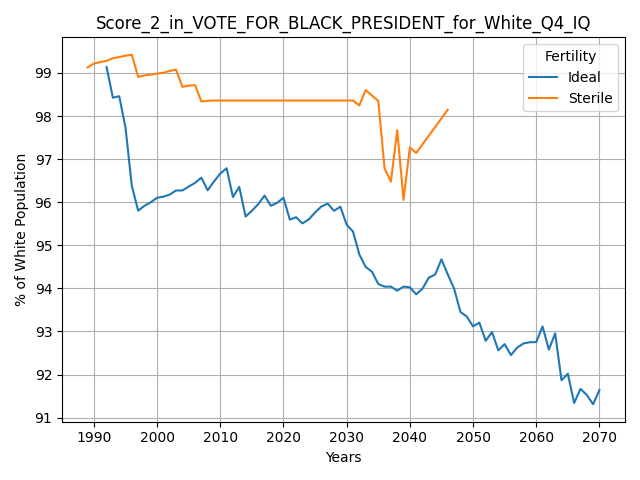 Score_2_in_VOTE_FOR_BLACK_PRESIDENT_for_White_Q4_IQ
Fertility
Ideal
Sterile
% of White Population
99
98
97
96
95
94
93
92
91
1990 2000 2010 2020 2030 2040 2050 2060 2070
Years